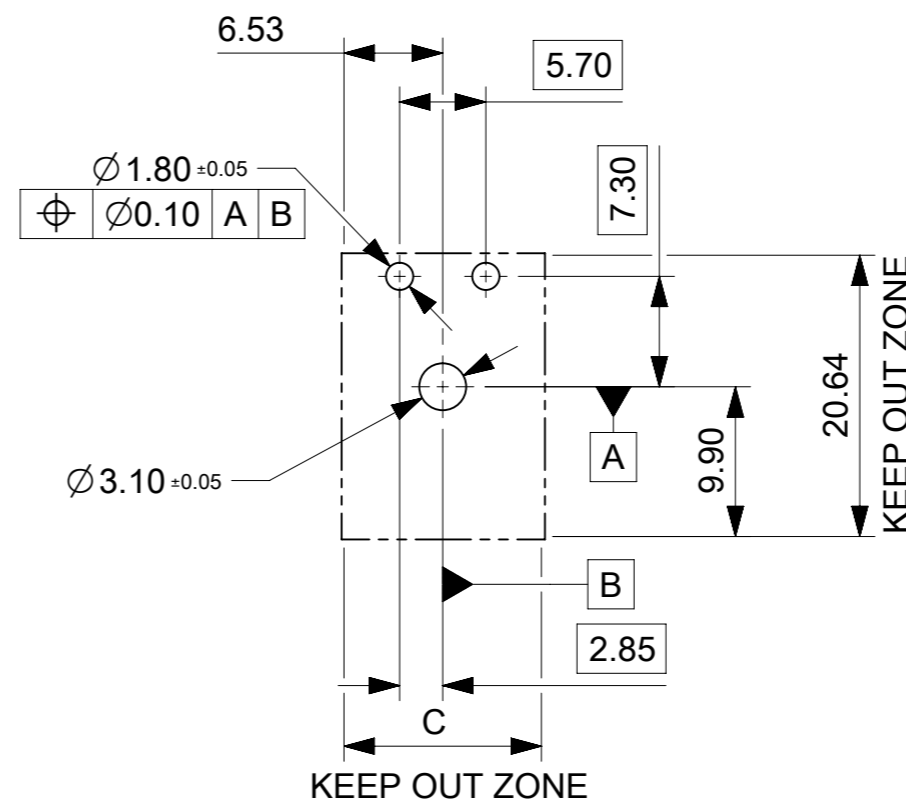 6.53
5.70
7.30
Ø1.80 ±0.05
⌖ Ø0.10 A B
Ø3.10 ±0.05
A
9.90
20.64
KEEP OUT ZONE
B
2.85
C
KEEP OUT ZONE